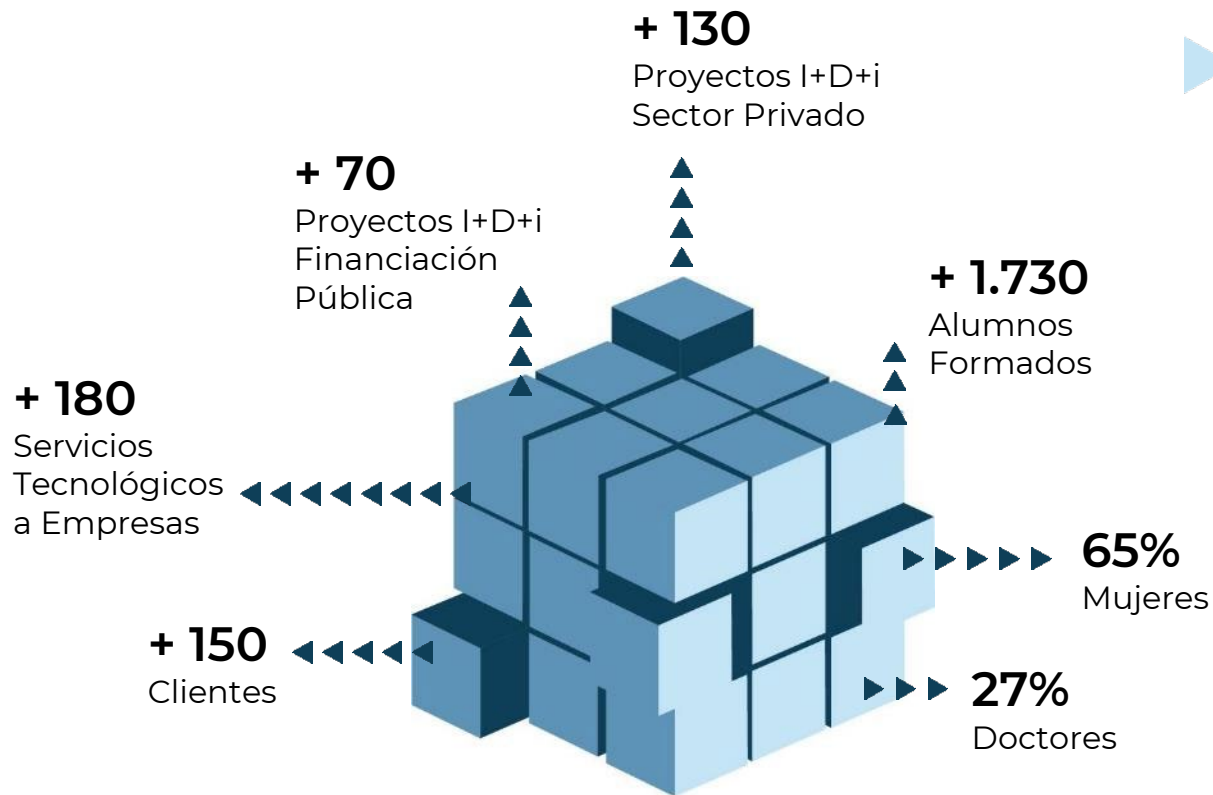 + 130
Proyectos I+D+i
Sector Privado
+ 70
Proyectos I+D+i
Financiación
Pública
+ 1.730
Alumnos
Formados
+ 180
Servicios
Tecnológicos
a Empresas
65%
Mujeres
+ 150
Clientes
27%
Doctores